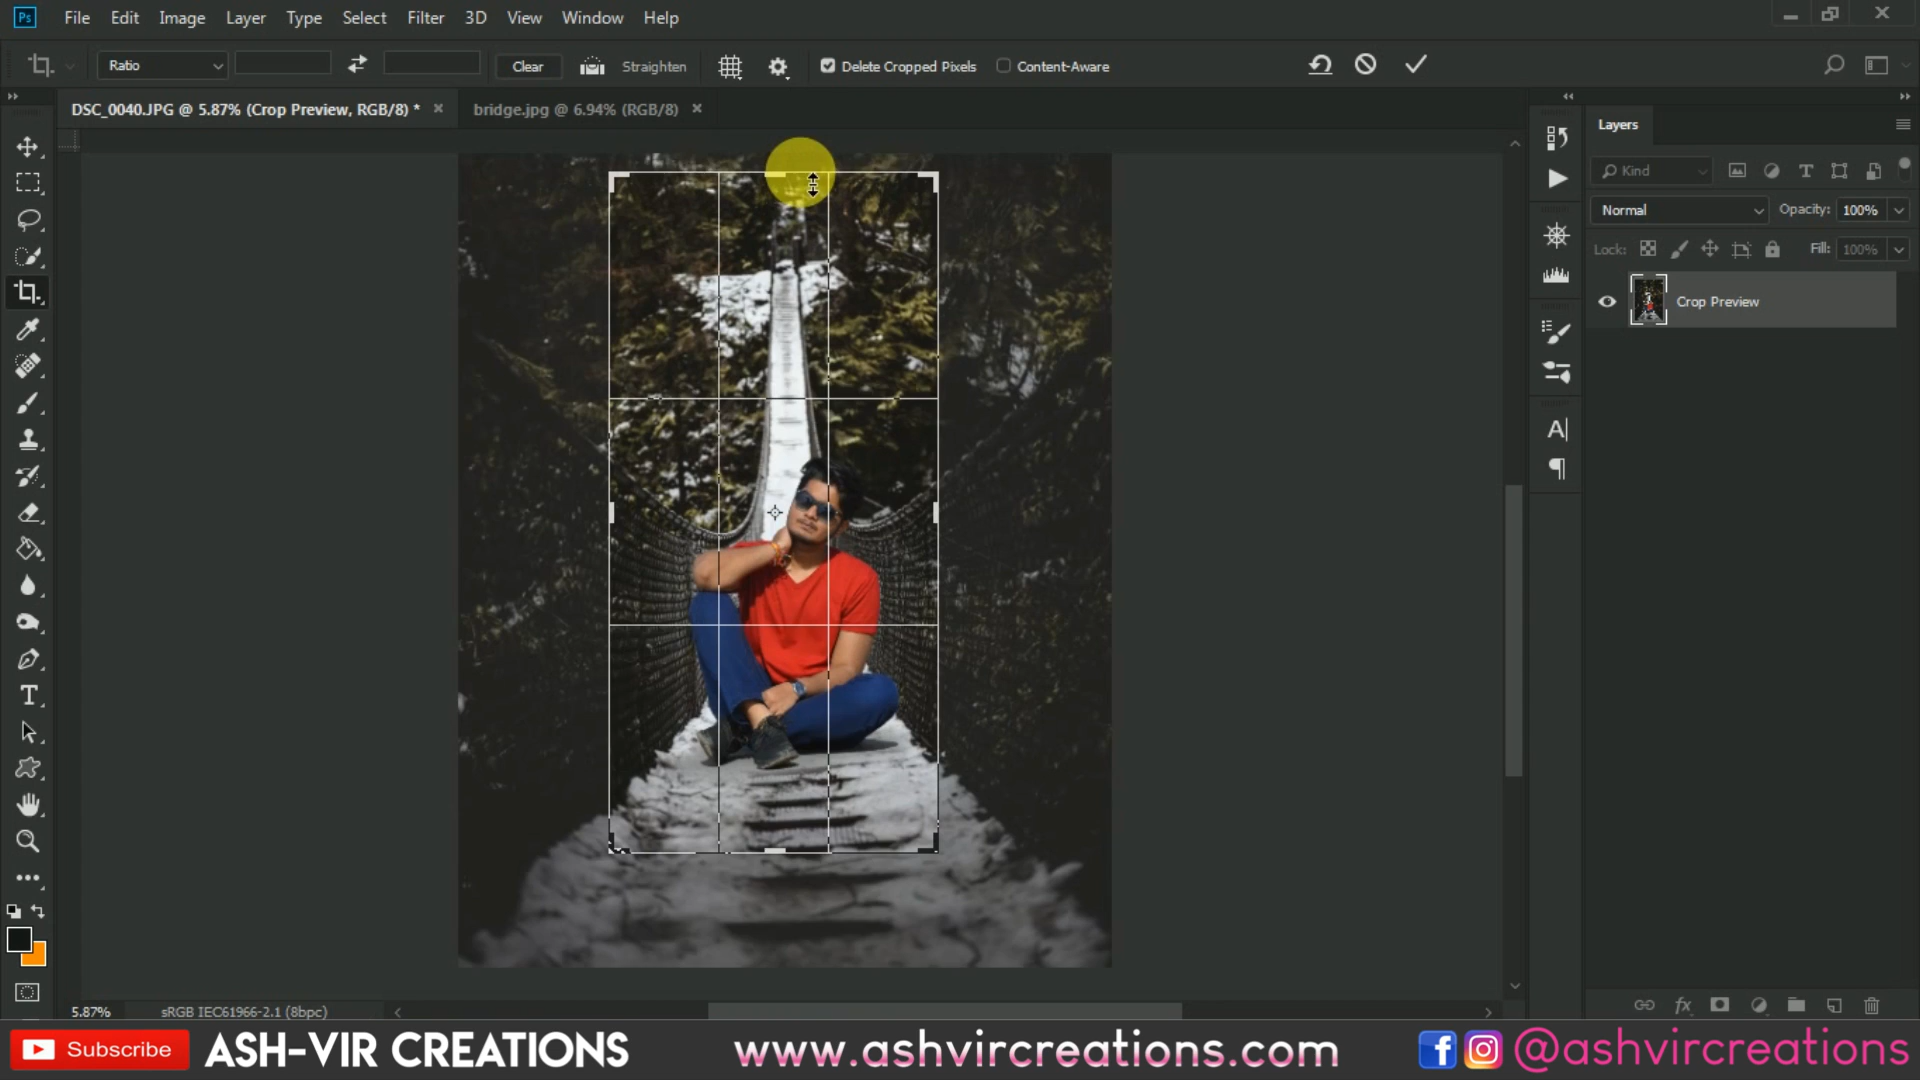 Ps File Edit Image Layer Type Select Filter 3D View Window Help
Ratio Clear Straighten Delete Cropped Pixels Content-Aware
DSC_0040.JPG @ 5.87% (Crop Preview, RGB/8) * bridge.jpg @ 6.94% (RGB/8)
Layers
Kind
Normal Opacity: 100%
Lock: Fill: 100%
Crop Preview
5.87% sRGB IEC61966-2.1 (8bpc)
Subscribe ASH-VIR CREATIONS www.ashvircreations.com @ashvircreations